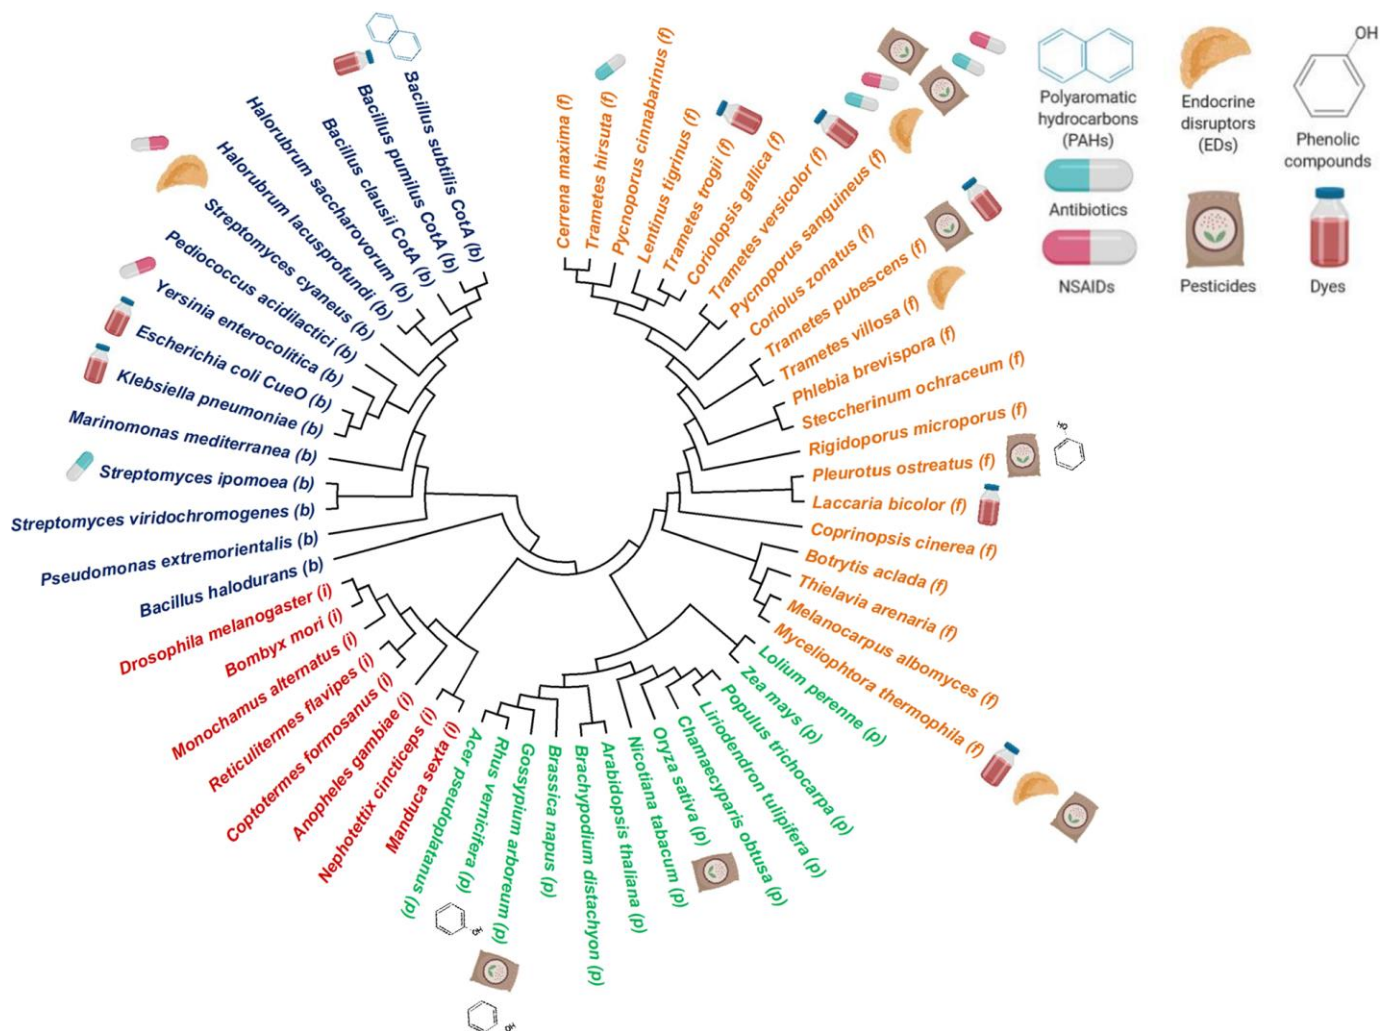 Bacillus subtilis CotA (b)
Bacillus pumilus CotA (b)
Bacillus clausii CotA (b)
Halorubrum saccharovorum (b)
Halorubrum lacusprofundi (b)
Streptomyces cyaneus (b)
Pediococcus acidilactici (b)
Yersinia enterocolitica (b)
Escherichia coli CueO (b)
Klebsiella pneumoniae (b)
Marinomonas mediterranea (b)
Streptomyces ipomoea (b)
Streptomyces viridochromogenes (b)
Pseudomonas extremorientalis (b)
Bacillus halodurans (b)
Drosophila melanogaster (i)
Bombyx mori (i)
Monochamus alternatus (i)
Reticulitermes flavipes (i)
Coptotermes formosanus (i)
Anopheles gambiae (i)
Nephotettix cincticeps (i)
Manduca sexta (i)
Acer pseudoplatanus (p)
Rhus vernicifera (p)
Gossypium arboreum (p)
Brassica napus (p)
Brachypodium distachyon (p)
Arabidopsis thaliana (p)
Nicotiana tabacum (p)
Oryza sativa (p)
Chamaecyparis obtusa (p)
Liriodendron tulipifera (p)
Populus trichocarpa (p)
Zea mays (p)
Lolium perenne (p)
Myceliophtora thermophila (f)
Melanocarpus albomyces (f)
Thielavia arenaria (f)
Botrytis aclada (f)
Coprinopsis cinerea (f)
Laccaria bicolor (f)
Pleurotus ostreatus (f)
Rigidoporus microporus (f)
Steccherinum ochraceum (f)
Phlebia brevispora (f)
Trametes villosa (f)
Trametes pubescens (f)
Coriolus zonatus (f)
Pycnoporus sanguineus (f)
Trametes versicolor (f)
Coriolopsis gallica (f)
Trametes trogii (f)
Lentinus tigrinus (f)
Pycnoporus cinnabarinus (f)
Trametes hirsuta (f)
Cerrena maxima (f)
OH
OH
OH
Polyaromatic
hydrocarbons
(PAHs)
Endocrine
disruptors
(EDs)
OH
Phenolic
compounds
Antibiotics
NSAIDs
Pesticides
Dyes